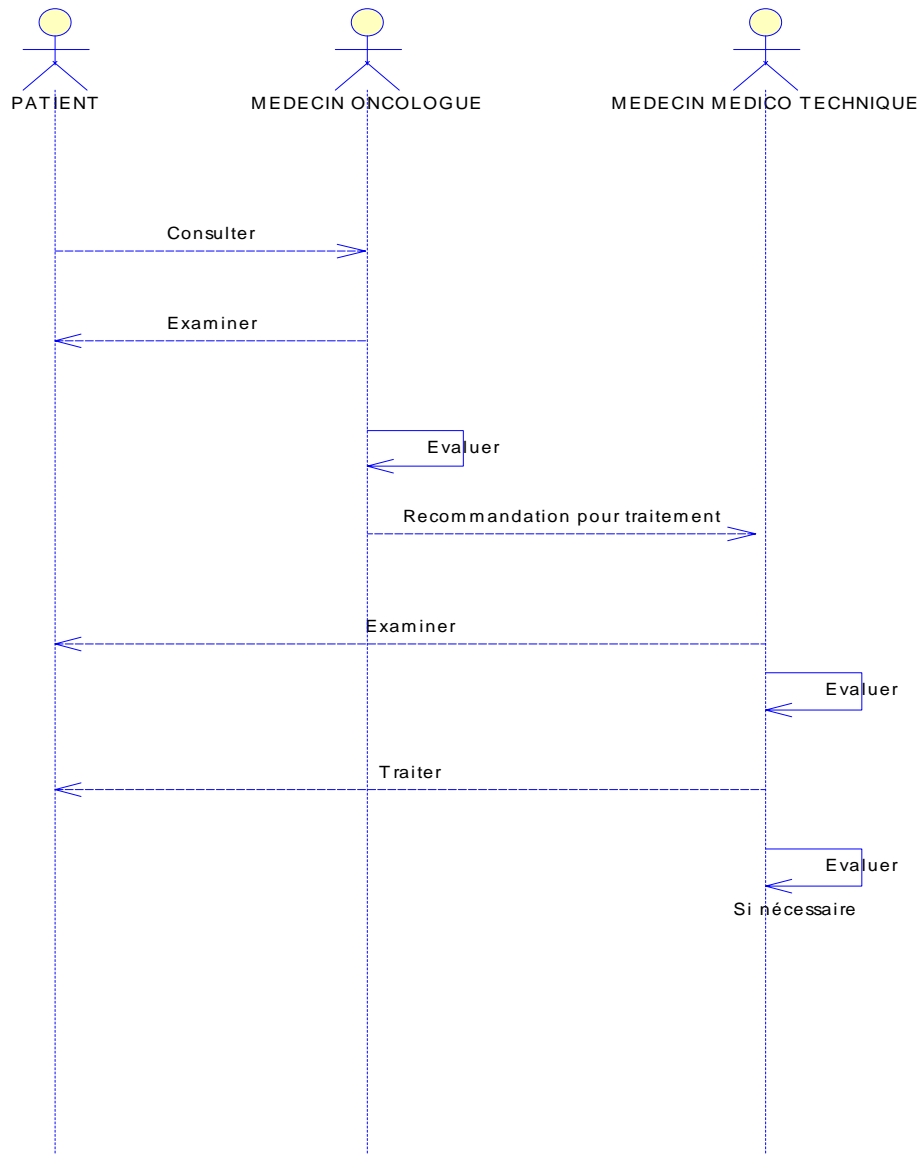 PATIENT
MEDECIN ONCOLOGUE
MEDECIN MEDICO TECHNIQUE
Consulter
Examiner
Evaluer
Recommandation pour traitement
Examiner
Evaluer
Traiter
Evaluer
Si nécessaire